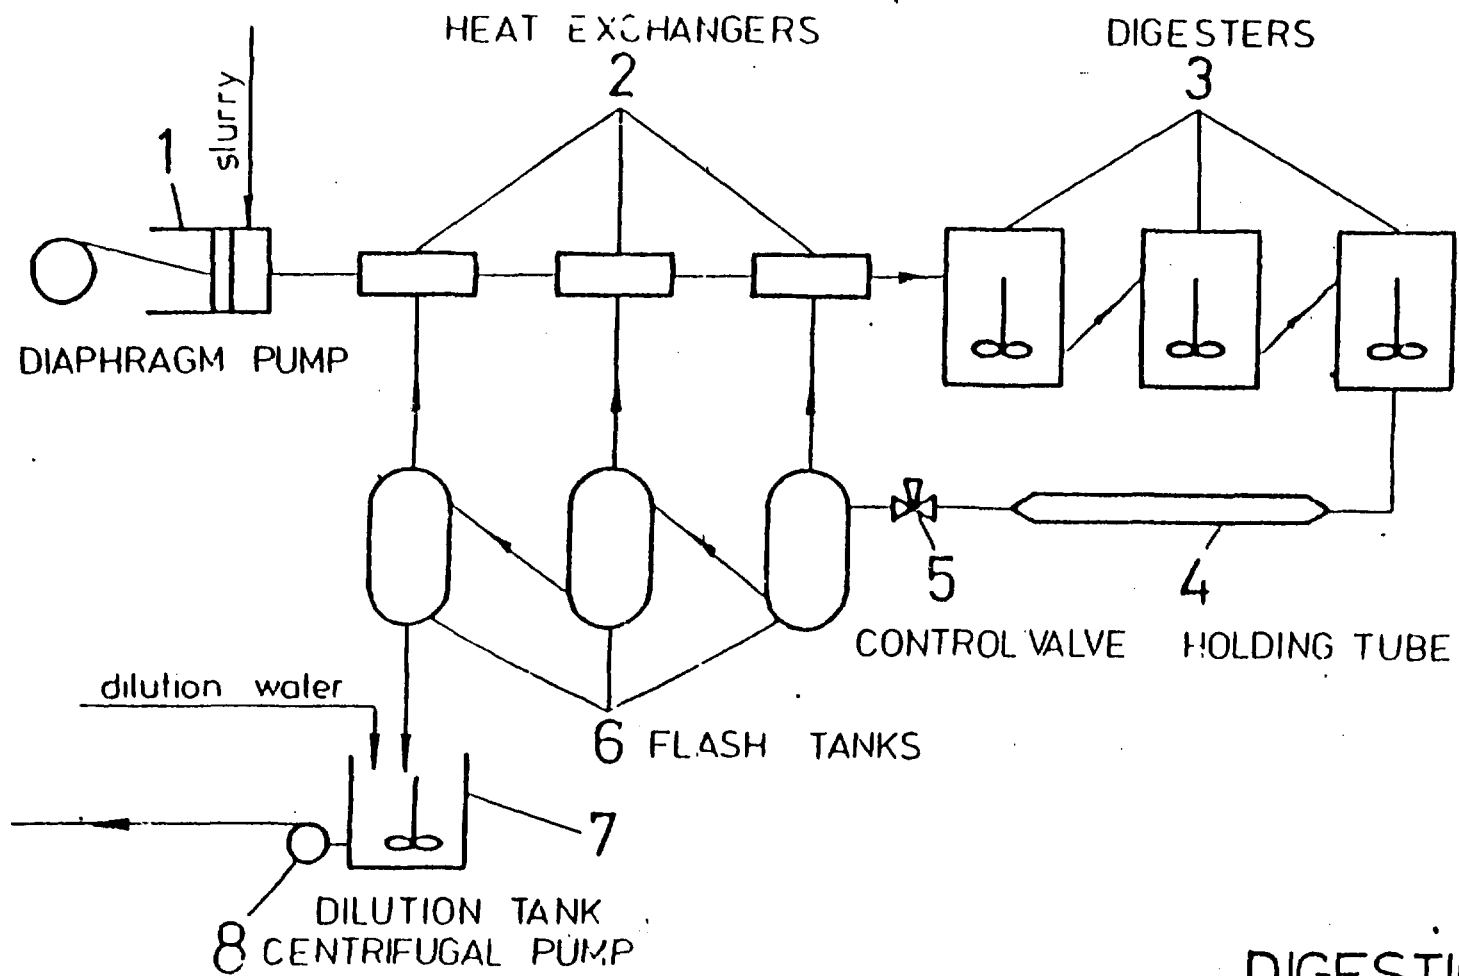 HEAT EXCHANGERS
2
DIGESTERS
3
slurry
1
DIAPHRAGM PUMP
5
4
CONTROL VALVE
HOLDING TUBE
dilution water
6 FLASH TANKS
7
DILUTION TANK
8 CENTRIFUGAL PUMP